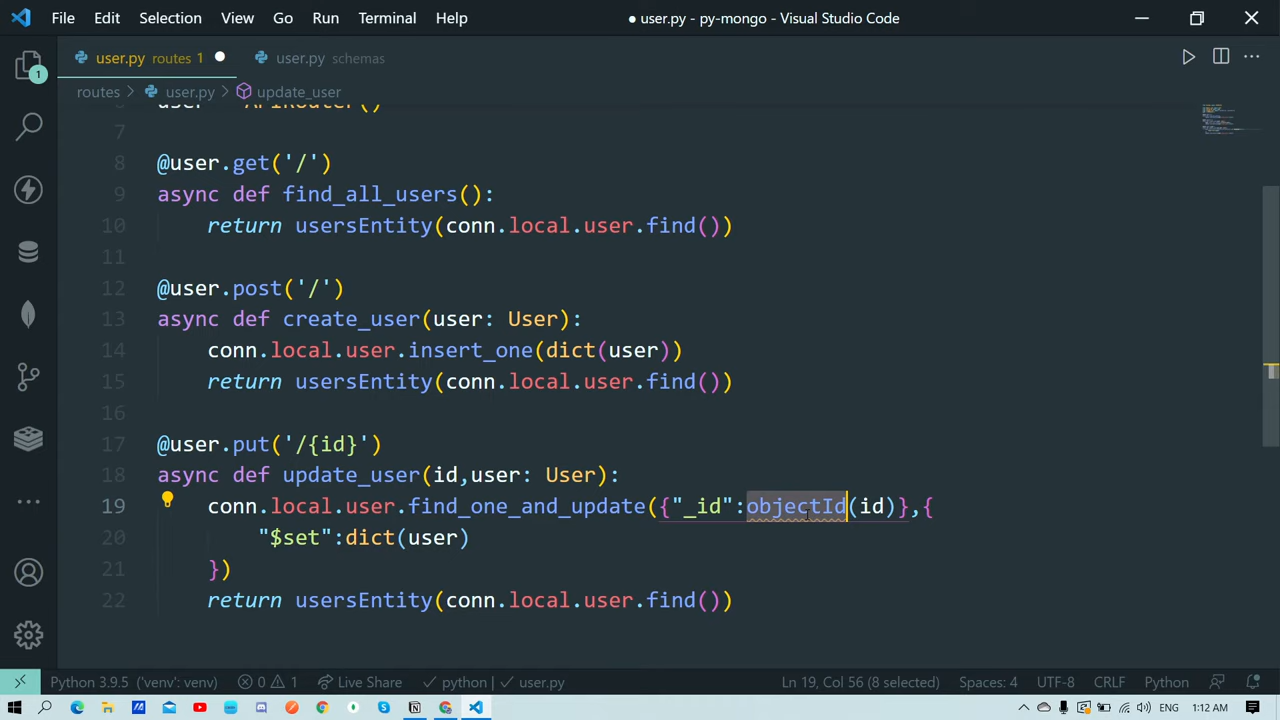 File Edit Selection View Go Run Terminal Help
● user.py - py-mongo - Visual Studio Code
1
user.py routes 1 ●
user.py schemas
routes > user.py > update_user
6 user = APIRouter()
7
8 @user.get('/')
9 async def find_all_users():
10 return usersEntity(conn.local.user.find())
11
12 @user.post('/')
13 async def create_user(user: User):
14 conn.local.user.insert_one(dict(user))
15 return usersEntity(conn.local.user.find())
16
17 @user.put('/{id}')
18 async def update_user(id,user: User):
19 conn.local.user.find_one_and_update({"_id":objectId(id)},{
20 "$set":dict(user)
21 })
22 return usersEntity(conn.local.user.find())
Python 3.9.5 ('venv': venv) 0 1 Live Share ✓ python | ✓ user.py Ln 19, Col 56 (8 selected) Spaces: 4 UTF-8 CRLF Python
1:12 AM